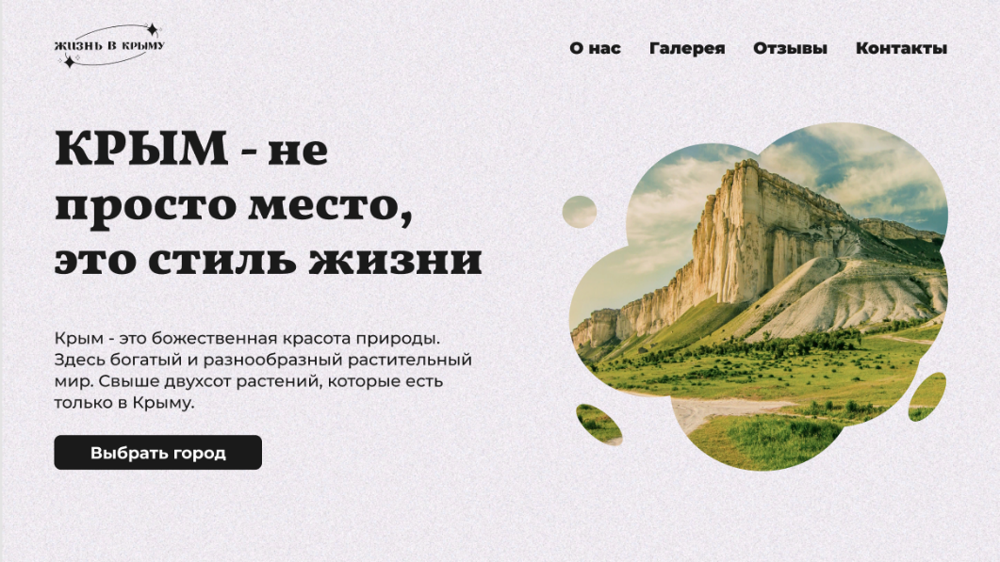 жизнь в крыму
О нас Галерея Отзывы Контакты
КРЫМ - не
просто место,
это стиль жизни
Крым - это божественная красота природы.
Здесь богатый и разнообразный растительный
мир. Свыше двухсот растений, которые есть
только в Крыму.
Выбрать город